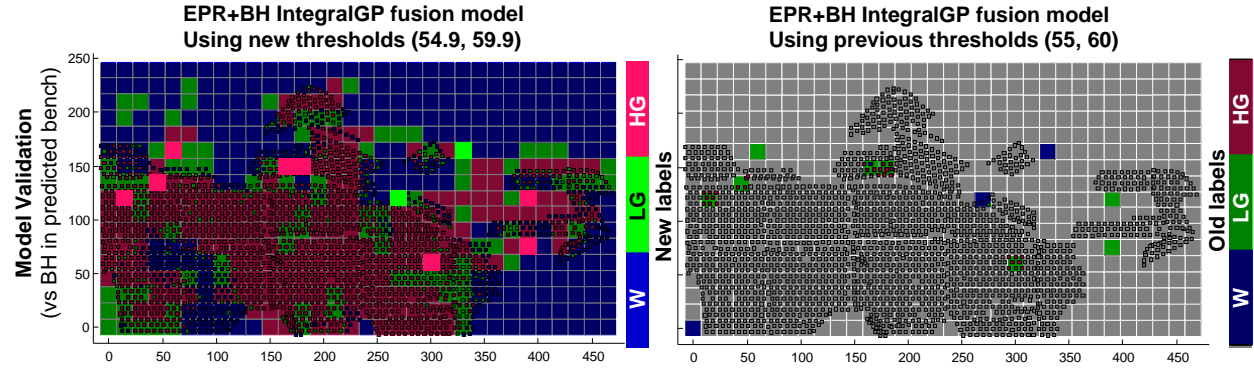 EPR+BH IntegralGP fusion model
Using new thresholds (54.9, 59.9)
Model Validation
(vs BH in predicted bench)
250
200
150
100
50
0
0 50 100 150 200 250 300 350 400 450
HG
LG
W
New labels
EPR+BH IntegralGP fusion model
Using previous thresholds (55, 60)
0 50 100 150 200 250 300 350 400 450
Old labels
HG
LG
W